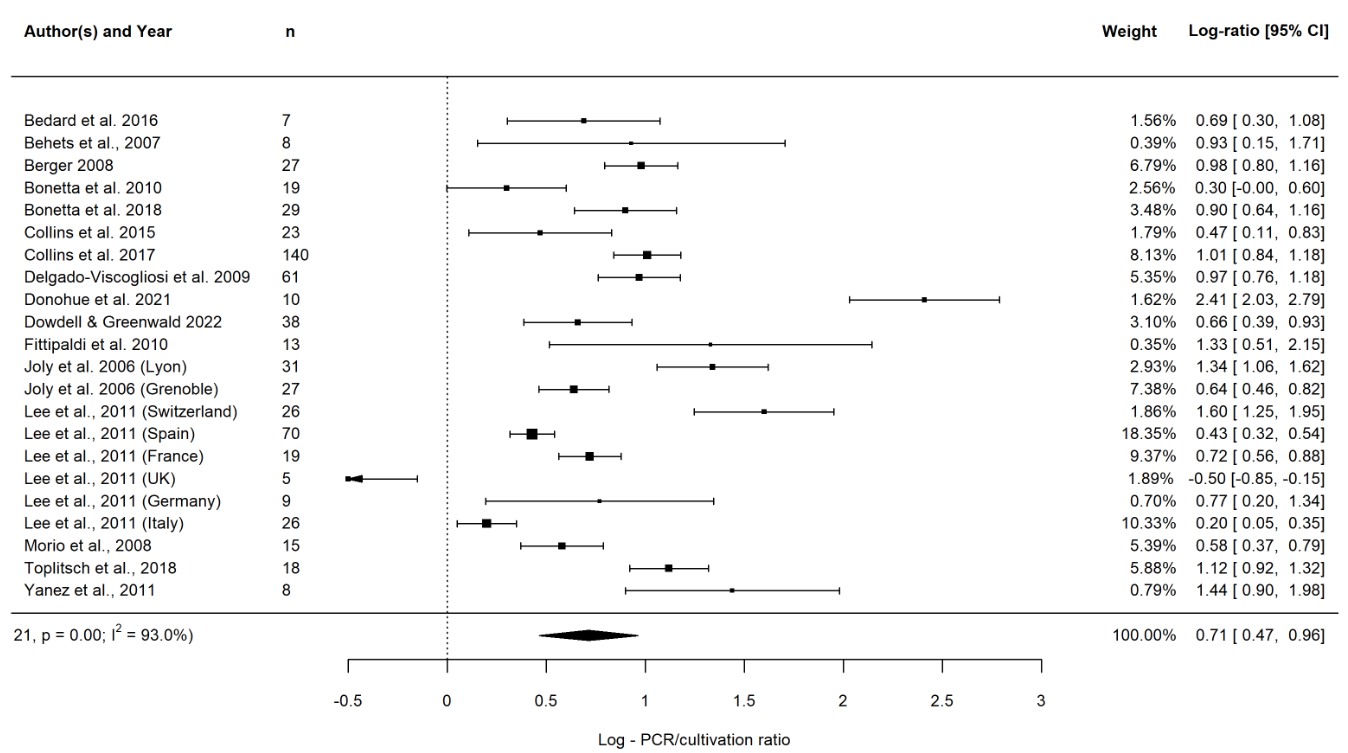 Author(s) and Year n Weight Log-ratio [95% CI]
Bedard et al. 2016 7 1.56% 0.69 [ 0.30, 1.08]
Behets et al., 2007 8 0.39% 0.93 [ 0.15, 1.71]
Berger 2008 27 6.79% 0.98 [ 0.80, 1.16]
Bonetta et al. 2010 19 2.56% 0.30 [-0.00, 0.60]
Bonetta et al. 2018 29 3.48% 0.90 [ 0.64, 1.16]
Collins et al. 2015 23 1.79% 0.47 [ 0.11, 0.83]
Collins et al. 2017 140 8.13% 1.01 [ 0.84, 1.18]
Delgado-Viscogliosi et al. 2009 61 5.35% 0.97 [ 0.76, 1.18]
Donohue et al. 2021 10 1.62% 2.41 [ 2.03, 2.79]
Dowdell & Greenwald 2022 38 3.10% 0.66 [ 0.39, 0.93]
Fittipaldi et al. 2010 13 0.35% 1.33 [ 0.51, 2.15]
Joly et al. 2006 (Lyon) 31 2.93% 1.34 [ 1.06, 1.62]
Joly et al. 2006 (Grenoble) 27 7.38% 0.64 [ 0.46, 0.82]
Lee et al., 2011 (Switzerland) 26 1.86% 1.60 [ 1.25, 1.95]
Lee et al., 2011 (Spain) 70 18.35% 0.43 [ 0.32, 0.54]
Lee et al., 2011 (France) 19 9.37% 0.72 [ 0.56, 0.88]
Lee et al., 2011 (UK) 5 1.89% -0.50 [-0.85, -0.15]
Lee et al., 2011 (Germany) 9 0.70% 0.77 [ 0.20, 1.34]
Lee et al., 2011 (Italy) 26 10.33% 0.20 [ 0.05, 0.35]
Morio et al., 2008 15 5.39% 0.58 [ 0.37, 0.79]
Toplitsch et al., 2018 18 5.88% 1.12 [ 0.92, 1.32]
Yanez et al., 2011 8 0.79% 1.44 [ 0.90, 1.98]
21, p = 0.00; I² = 93.0%) 100.00% 0.71 [ 0.47, 0.96]
-0.5 0 0.5 1 1.5 2 2.5 3
Log - PCR/cultivation ratio